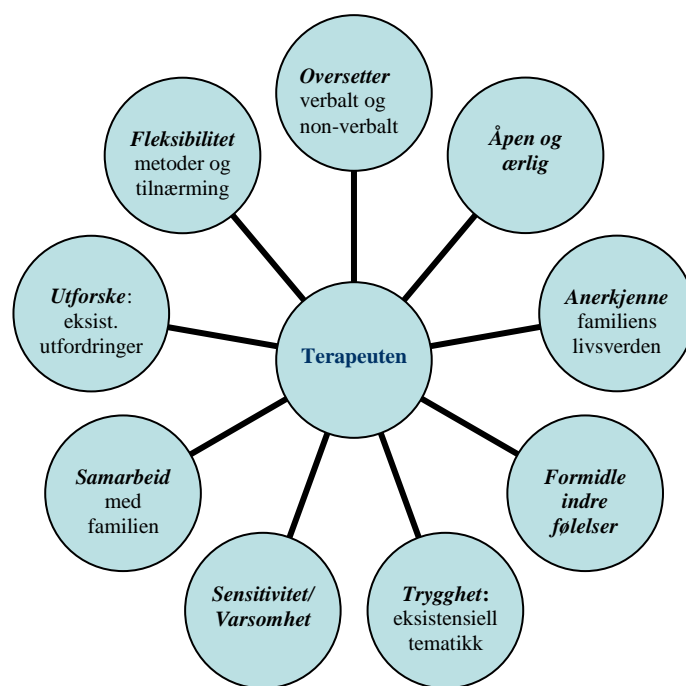 Oversetter
verbalt og
non-verbalt
Åpen og
ærlig
Anerkjenne
familiens
livsverden
Formidle
indre
følelser
Trygghet:
eksistensiell
tematikk
Sensitivitet/
Varsomhet
Samarbeid
med
familien
Utforske:
eksist.
utfordringer
Fleksibilitet
metoder og
tilnærming
Terapeuten